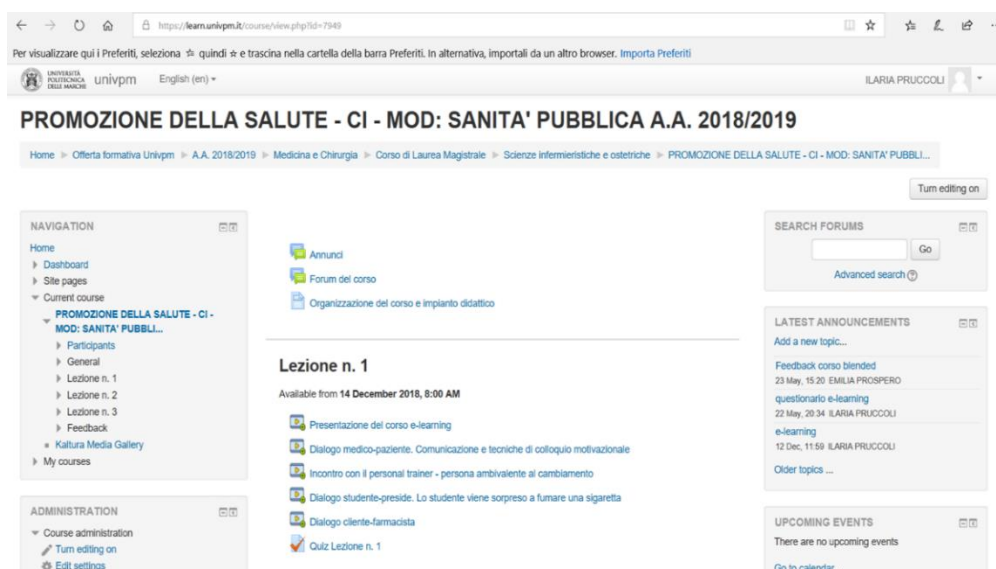 https://learn.univpm.it/course/view.php?id=7949
Per visualizzare qui i Preferiti, seleziona quindi e trascina nella cartella della barra Preferiti. In alternativa, importali da un altro browser. Importa Preferiti
UNIVERSITÀ POLITECNICA DELLE MARCHE
univpm
English (en)
ILARIA PRUCCOLI
PROMOZIONE DELLA SALUTE - CI - MOD: SANITA' PUBBLICA A.A. 2018/2019
Home
Offerta formativa Univpm
A.A. 2018/2019
Medicina e Chirurgia
Corso di Laurea Magistrale
Scienze infermieristiche e ostetriche
PROMOZIONE DELLA SALUTE - CI - MOD: SANITA' PUBBLI...
Turn editing on
NAVIGATION
Home
Dashboard
Site pages
Current course
PROMOZIONE DELLA SALUTE - CI -
MOD: SANITA' PUBBLI...
Participants
General
Lezione n. 1
Lezione n. 2
Lezione n. 3
Feedback
Kaltura Media Gallery
My courses
ADMINISTRATION
Course administration
Turn editing on
Edit settings
Annunci
Forum del corso
Organizzazione del corso e impianto didattico
Lezione n. 1
Available from 14 December 2018, 8:00 AM
Presentazione del corso e-learning
Dialogo medico-paziente. Comunicazione e tecniche di colloquio motivazionale
Incontro con il personal trainer - persona ambivalente al cambiamento
Dialogo studente-preside. Lo studente viene sorpreso a fumare una sigaretta
Dialogo cliente-farmacista
Quiz Lezione n. 1
SEARCH FORUMS
Go
Advanced search
LATEST ANNOUNCEMENTS
Add a new topic...
Feedback corso blended
23 May, 15:20 EMILIA PROSPERO
questionario e-learning
22 May, 20:34 ILARIA PRUCCOLI
e-learning
12 Dec, 11:59 ILARIA PRUCCOLI
Older topics ...
UPCOMING EVENTS
There are no upcoming events
Go to calendar